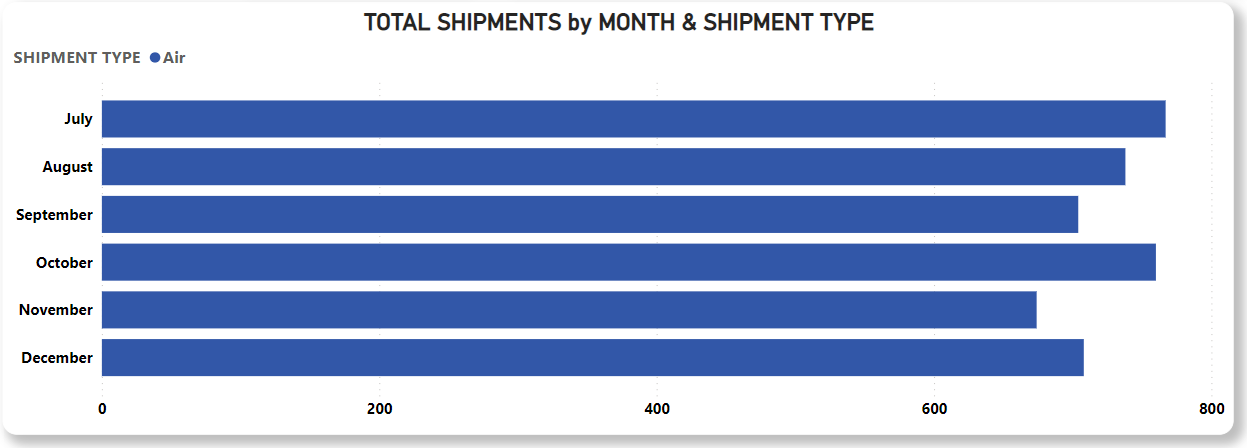 TOTAL SHIPMENTS by MONTH & SHIPMENT TYPE
SHIPMENT TYPE Air
July
August
September
October
November
December
0 200 400 600 800